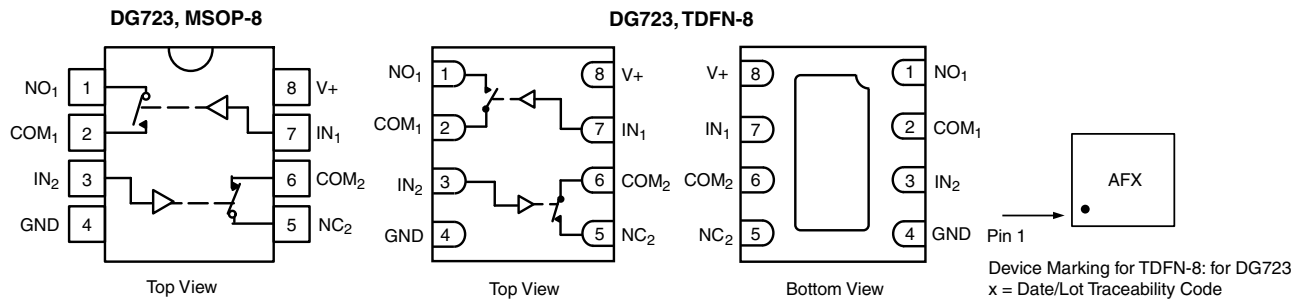 DG723, MSOP-8
NO1
COM1
IN2
GND
1
2
3
4
8
7
6
5
V+
IN1
COM2
NC2
Top View
DG723, TDFN-8
NO1
COM1
IN2
GND
1
2
3
4
8
7
6
5
V+
IN1
COM2
NC2
Top View
V+
IN1
COM2
NC2
8
7
6
5
1
2
3
4
NO1
COM1
IN2
GND
Bottom View
AFX
Pin 1
Device Marking for TDFN-8: for DG723
x = Date/Lot Traceability Code